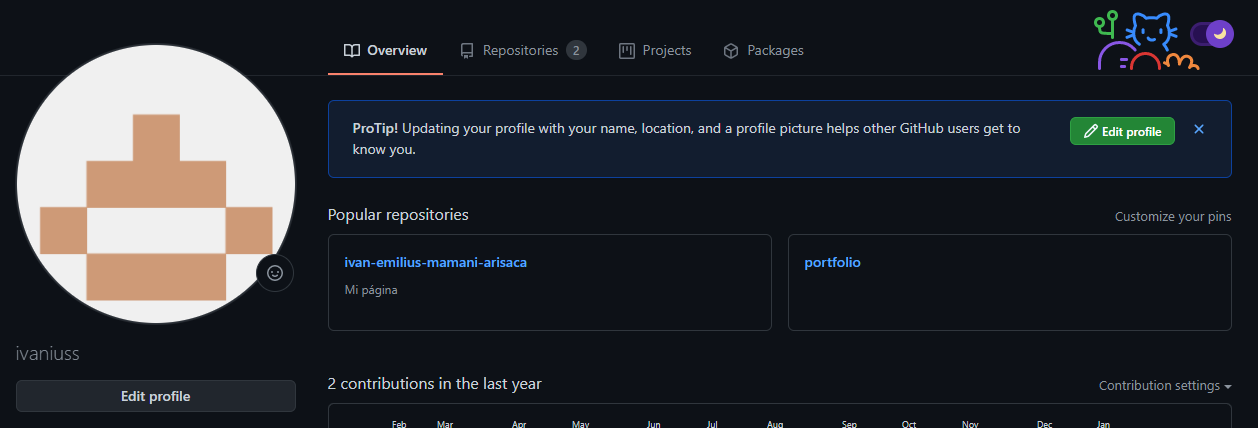 Overview
Repositories 2
Projects
Packages
ProTip! Updating your profile with your name, location, and a profile picture helps other GitHub users get to
know you.
Edit profile
Popular repositories
Customize your pins
ivan-emilius-mamani-arisaca
Mi página
portfolio
ivaniuss
Edit profile
2 contributions in the last year
Contribution settings
Feb Mar Apr May Jun Jul Aug Sep Oct Nov Dec Jan